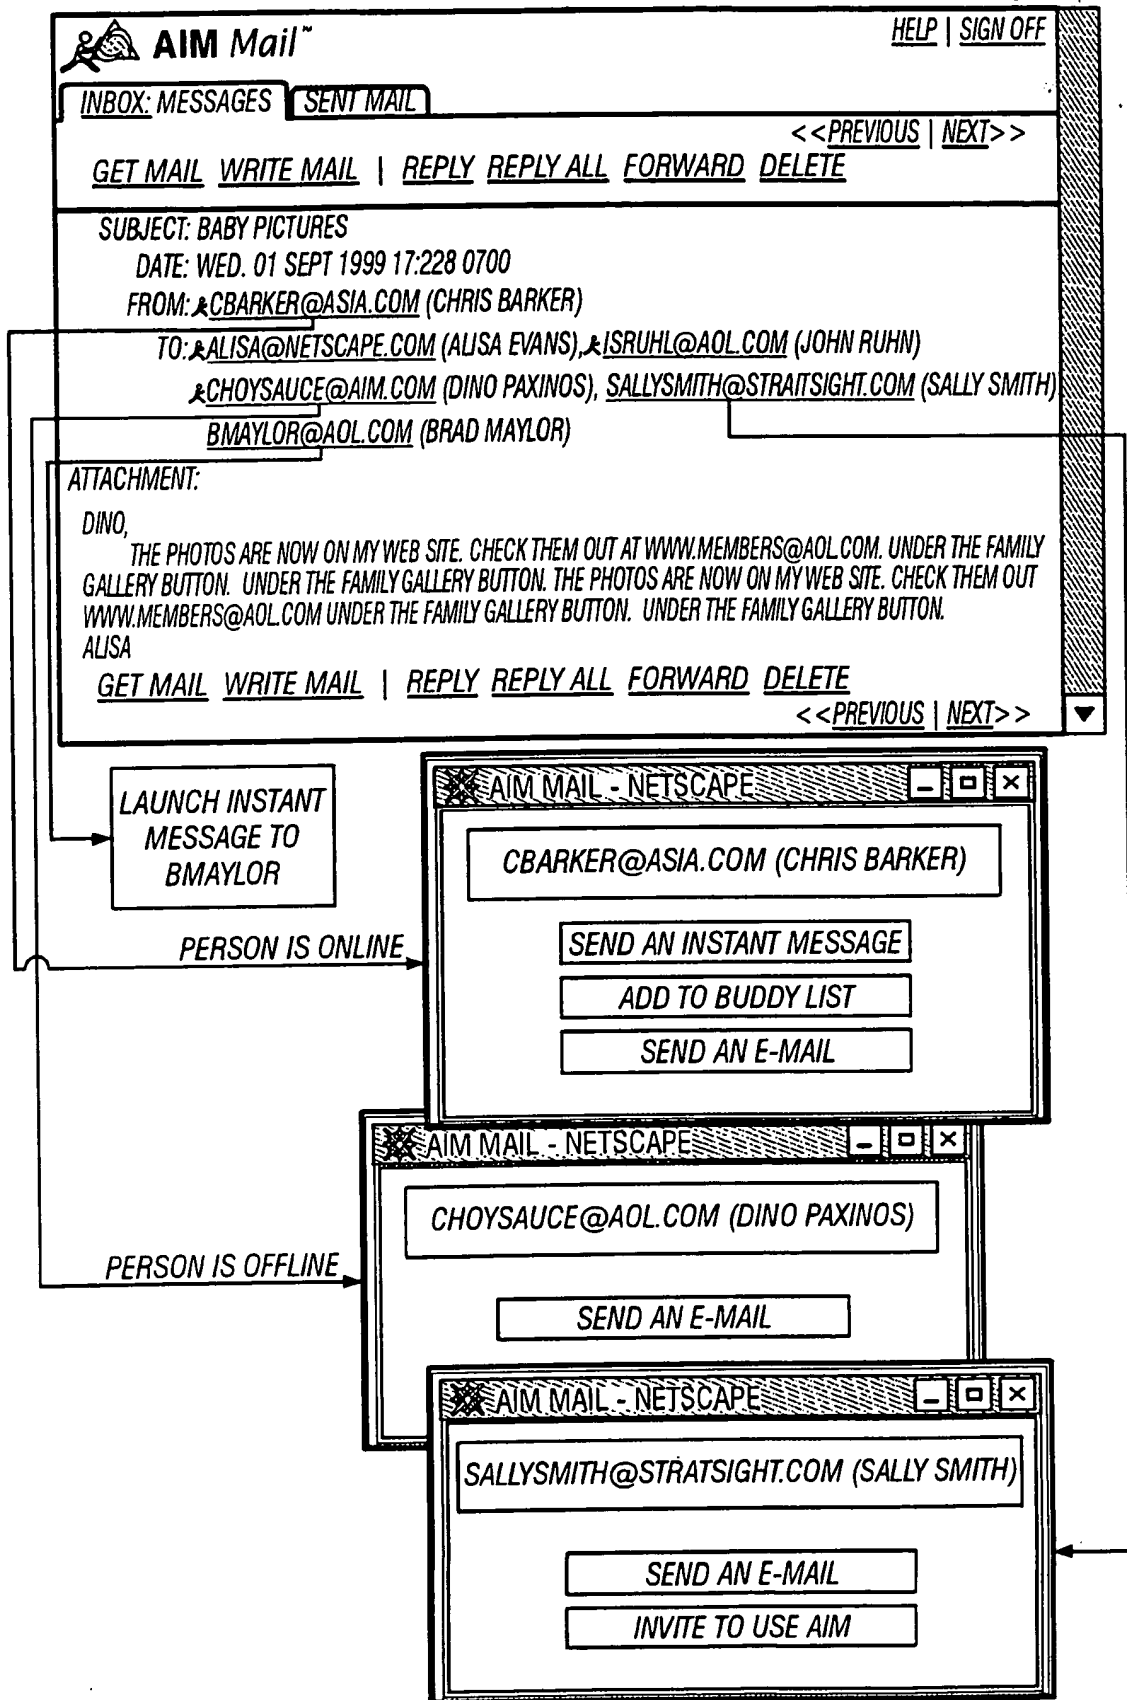 AIM Mail™
HELP | SIGN OFF
INBOX: MESSAGES SENT MAIL
<<PREVIOUS | NEXT>>
GET MAIL WRITE MAIL | REPLY REPLY ALL FORWARD DELETE
SUBJECT: BABY PICTURES
DATE: WED. 01 SEPT 1999 17:228 0700
FROM: CBARKER@ASIA.COM (CHRIS BARKER)
TO: ALISA@NETSCAPE.COM (ALISA EVANS), ISRUHL@AOL.COM (JOHN RUHN)
CHOYSAUCE@AIM.COM (DINO PAXINOS), SALLYSMITH@STRAITSIGHT.COM (SALLY SMITH)
BMAYLOR@AOL.COM (BRAD MAYLOR)
ATTACHMENT:
DINO,
THE PHOTOS ARE NOW ON MY WEB SITE. CHECK THEM OUT AT WWW.MEMBERS@AOL.COM. UNDER THE FAMILY
GALLERY BUTTON. UNDER THE FAMILY GALLERY BUTTON. THE PHOTOS ARE NOW ON MY WEB SITE. CHECK THEM OUT
WWW.MEMBERS@AOL.COM UNDER THE FAMILY GALLERY BUTTON. UNDER THE FAMILY GALLERY BUTTON.
ALISA
GET MAIL WRITE MAIL | REPLY REPLY ALL FORWARD DELETE
<<PREVIOUS | NEXT>>
LAUNCH INSTANT
MESSAGE TO
BMAYLOR
AIM MAIL - NETSCAPE
CBARKER@ASIA.COM (CHRIS BARKER)
PERSON IS ONLINE
SEND AN INSTANT MESSAGE
ADD TO BUDDY LIST
SEND AN E-MAIL
AIM MAIL - NETSCAPE
CHOYSAUCE@AOL.COM (DINO PAXINOS)
PERSON IS OFFLINE
SEND AN E-MAIL
AIM MAIL - NETSCAPE
SALLYSMITH@STRATSIGHT.COM (SALLY SMITH)
SEND AN E-MAIL
INVITE TO USE AIM